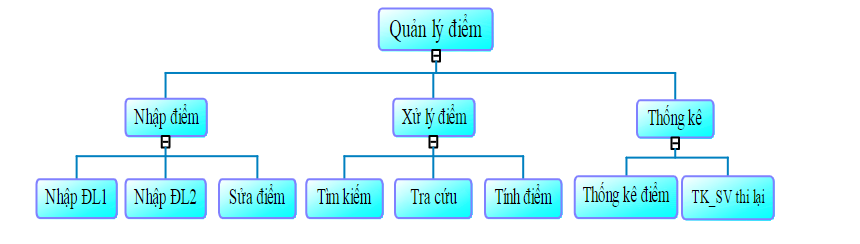 Quản lý điểm
Nhập điểm
Xử lý điểm
Thống kê
Nhập ĐL1
Nhập ĐL2
Sửa điểm
Tìm kiếm
Tra cứu
Tính điểm
Thống kê điểm
TK_SV thi lại